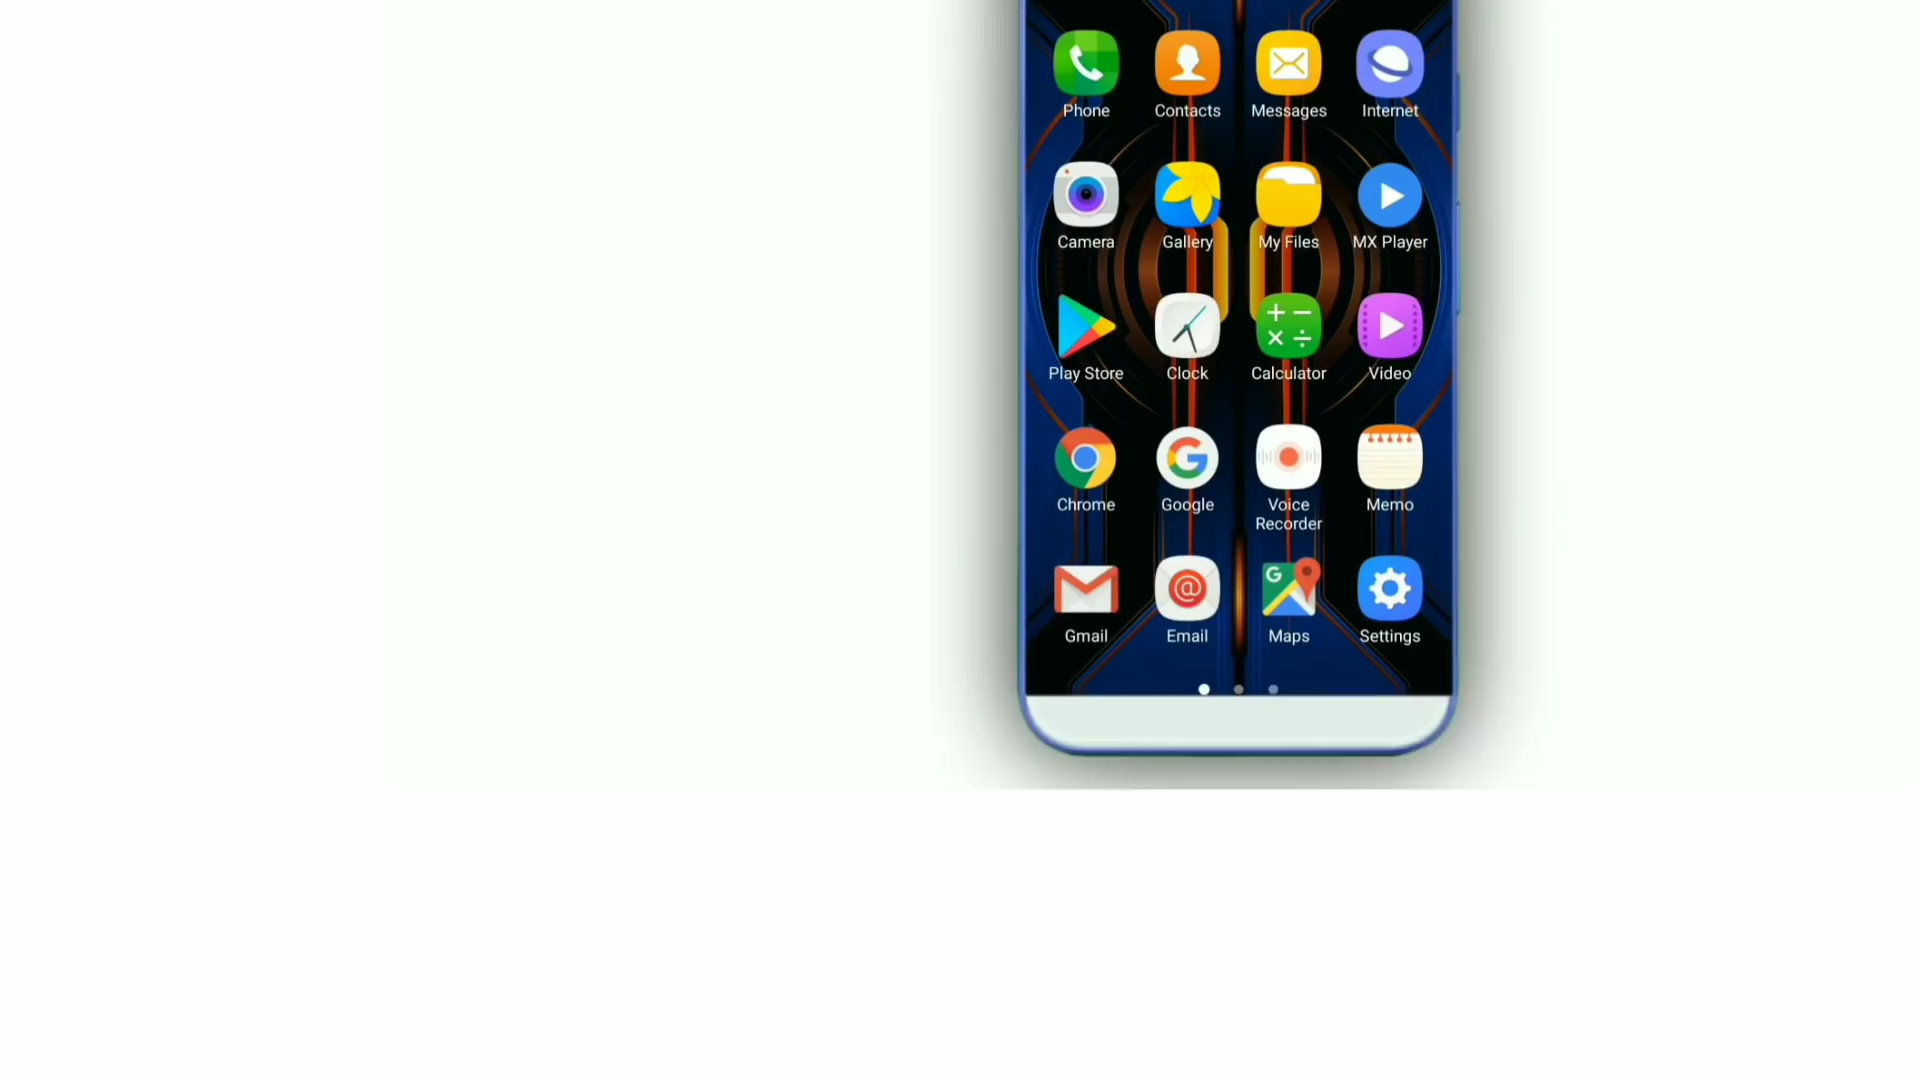 Phone
Contacts
Messages
Internet
Camera
Gallery
My Files
MX Player
Play Store
Clock
Calculator
Video
Chrome
Google
Voice
Recorder
Memo
Gmail
Email
Maps
Settings